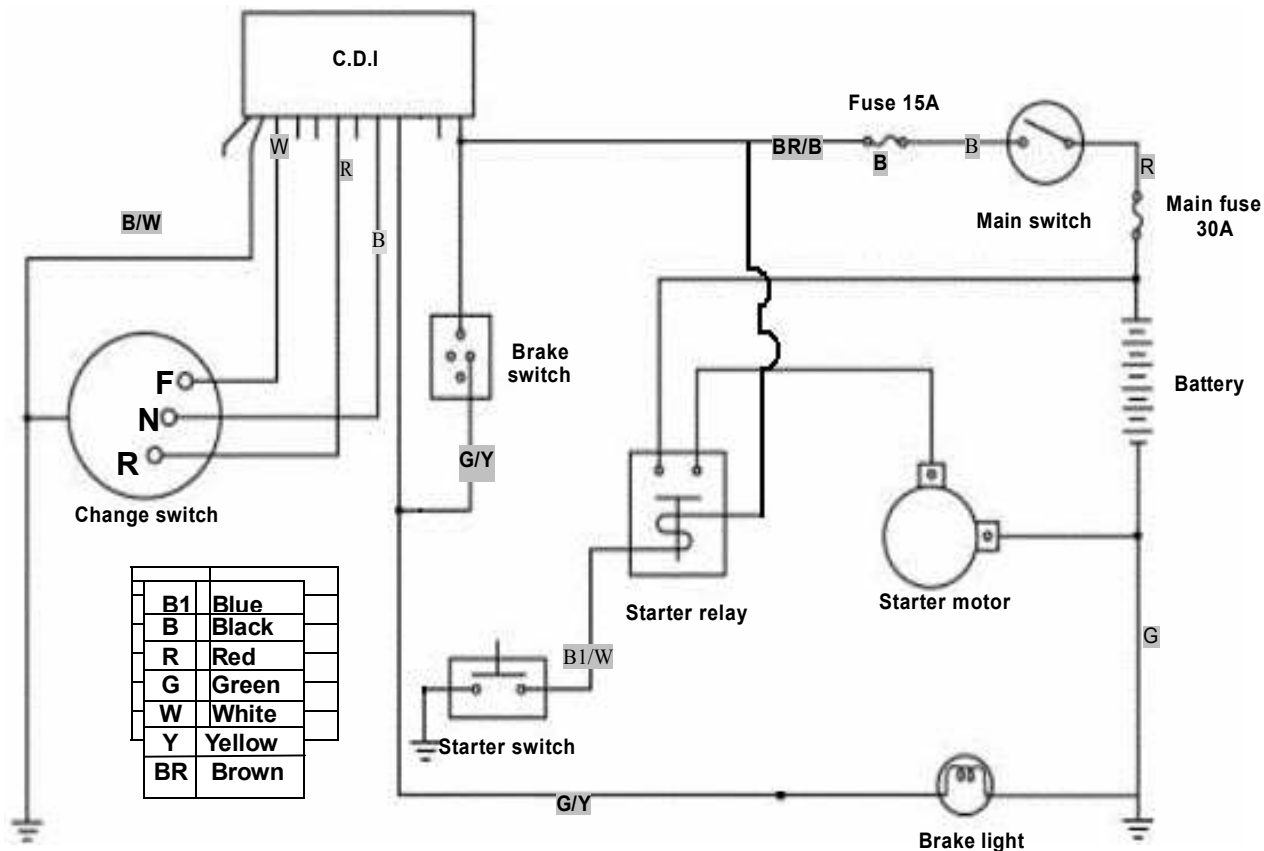 C.D.I
Fuse 15A
W
BR/B
B
B
R
R
Main fuse
30A
Main switch
B/W
B
Brake
switch
F
N
R
Battery
G/Y
Change switch
Starter relay
Starter motor
B1 Blue
B Black
R Red
G Green
W White
Y Yellow
BR Brown
B1/W
G
Starter switch
G/Y
Brake light